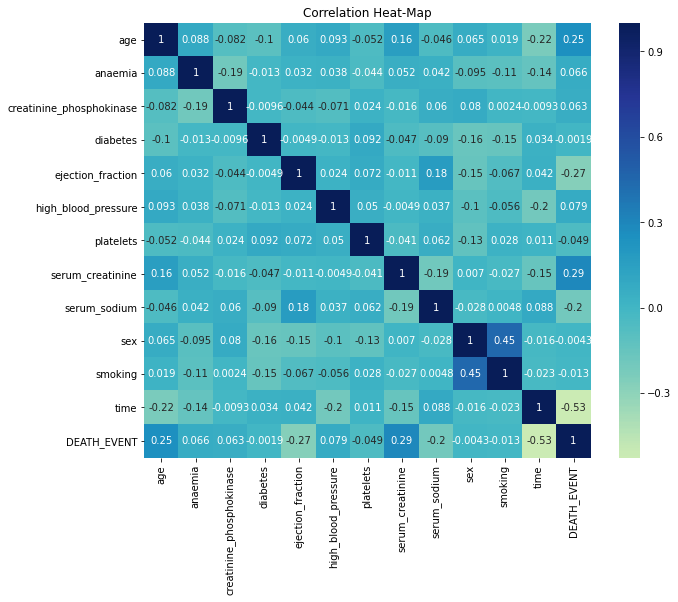 Correlation Heat-Map
age 1 0.088 -0.082 -0.1 0.06 0.093 -0.052 0.16 -0.046 0.065 0.019 -0.22 0.25
anaemia 0.088 1 -0.19 -0.013 0.032 0.038 -0.044 0.052 0.042 -0.095 -0.11 -0.14 0.066
creatinine_phosphokinase -0.082 -0.19 1 -0.0096 -0.044 -0.071 0.024 -0.016 0.06 0.08 0.0024 -0.0093 0.063
diabetes -0.1 -0.013 -0.0096 1 -0.0049 -0.013 0.092 -0.047 -0.09 -0.16 -0.15 0.034 -0.0019
ejection_fraction 0.06 0.032 -0.044 -0.0049 1 0.024 0.072 -0.011 0.18 -0.15 -0.067 0.042 -0.27
high_blood_pressure 0.093 0.038 -0.071 -0.013 0.024 1 0.05 -0.0049 0.037 -0.1 -0.056 -0.2 0.079
platelets -0.052 -0.044 0.024 0.092 0.072 0.05 1 -0.041 0.062 -0.13 0.028 0.011 -0.049
serum_creatinine 0.16 0.052 -0.016 -0.047 -0.011 -0.0049 -0.041 1 -0.19 0.007 -0.027 -0.15 0.29
serum_sodium -0.046 0.042 0.06 -0.09 0.18 0.037 0.062 -0.19 1 -0.028 0.0048 0.088 -0.2
sex 0.065 -0.095 0.08 -0.16 -0.15 -0.1 -0.13 0.007 -0.028 1 0.45 -0.016 -0.0043
smoking 0.019 -0.11 0.0024 -0.15 -0.067 -0.056 0.028 -0.027 0.0048 0.45 1 -0.023 -0.013
time -0.22 -0.14 -0.0093 0.034 0.042 -0.2 0.011 -0.15 0.088 -0.016 -0.023 1 -0.53
DEATH_EVENT 0.25 0.066 0.063 -0.0019 -0.27 0.079 -0.049 0.29 -0.2 -0.0043 -0.013 -0.53 1
age
anaemia
creatinine_phosphokinase
diabetes
ejection_fraction
high_blood_pressure
platelets
serum_creatinine
serum_sodium
sex
smoking
time
DEATH_EVENT
0.9
0.6
0.3
0.0
−0.3